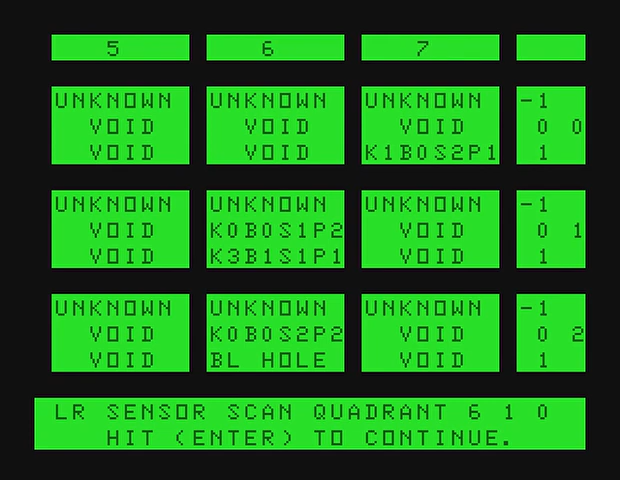 5 6 7
UNKNOWN UNKNOWN UNKNOWN -1
VOID VOID VOID 0 0
VOID VOID K1B0S2P1 1
UNKNOWN UNKNOWN UNKNOWN -1
VOID K0B0S1P2 VOID 0 1
VOID K3B1S1P1 VOID 1
UNKNOWN UNKNOWN UNKNOWN -1
VOID K0B0S2P2 VOID 0 2
VOID BL HOLE VOID 1
LR SENSOR SCAN QUADRANT 6 1 0
HIT (ENTER) TO CONTINUE.